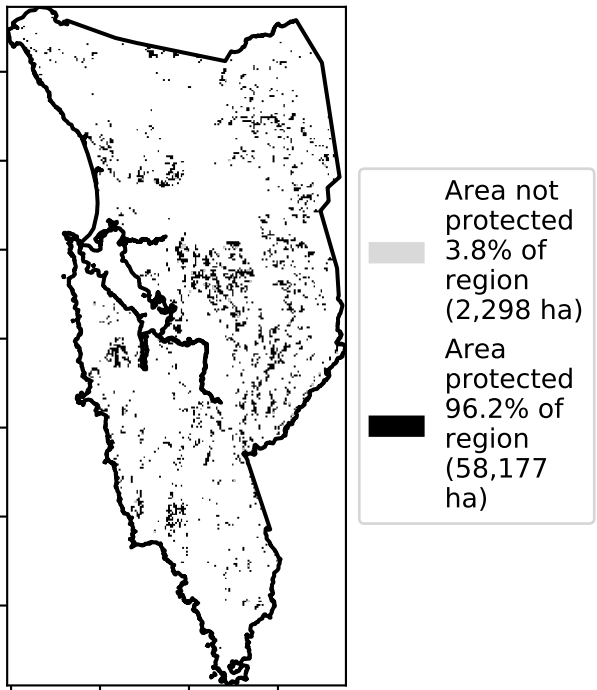 Area not
protected
3.8% of
region
(2,298 ha)
Area
protected
96.2% of
region
(58,177
ha)